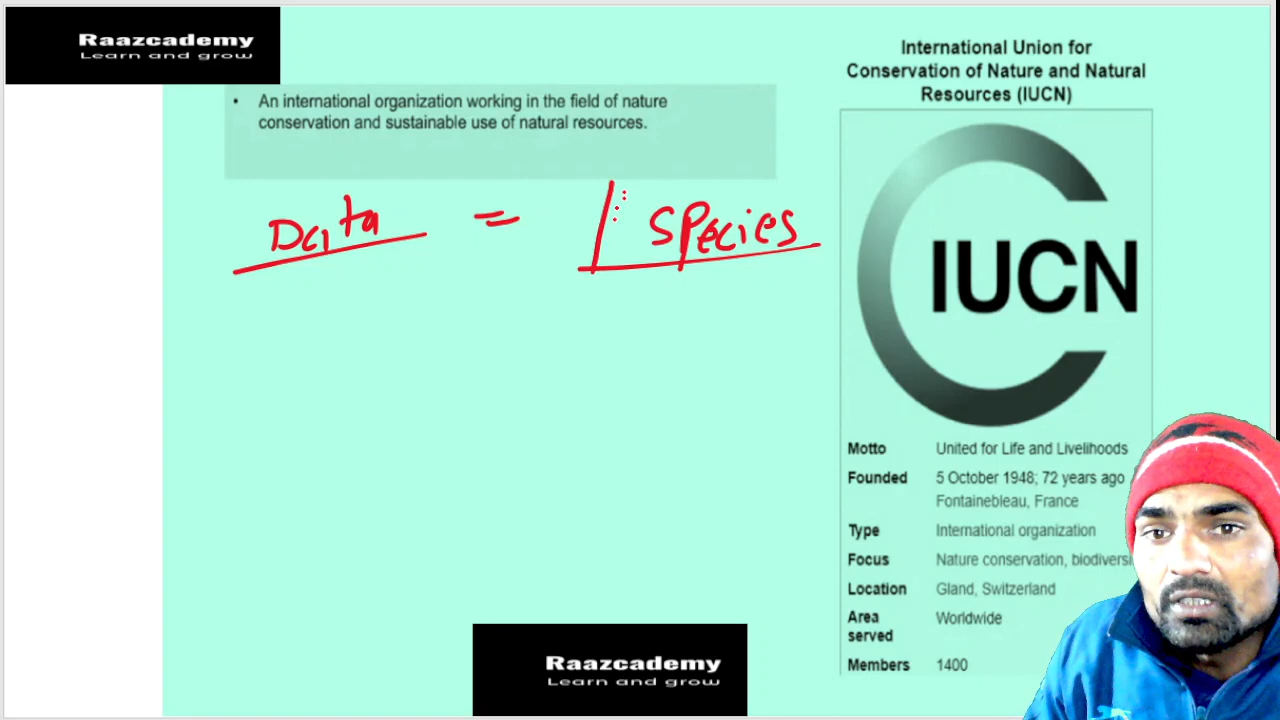 Raazcademy
Learn and grow
International Union for
Conservation of Nature and Natural
Resources (IUCN)
• An international organization working in the field of nature
conservation and sustainable use of natural resources.
Data = Species
IUCN
Motto United for Life and Livelihoods
Founded 5 October 1948; 72 years ago
Fontainebleau, France
Type International organization
Focus Nature conservation, biodiversi
Location Gland, Switzerland
Area Worldwide
served
Members 1400
Raazcademy
Learn and grow